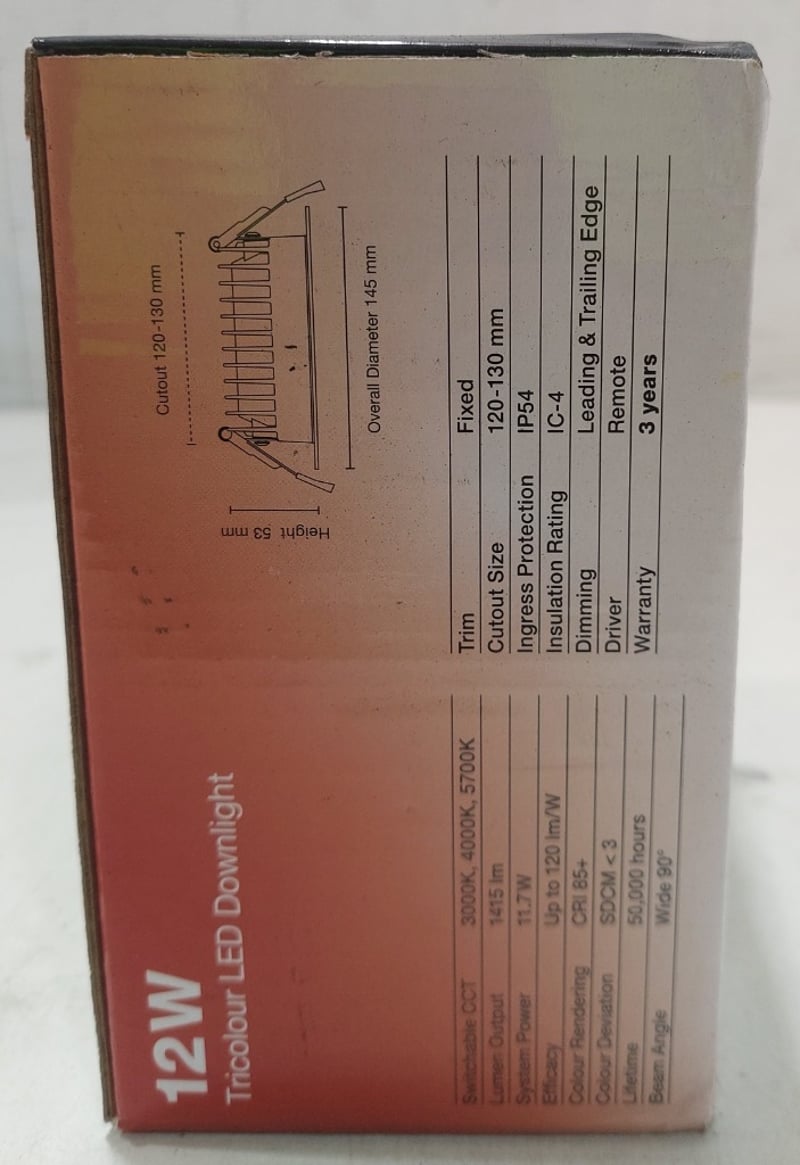 12W
Tricolour LED Downlight
Switchable CCT 3000K, 4000K, 5700K
Lumen Output 1415 lm
System Power 11.7W
Efficacy Up to 120 lm/W
Colour Rendering CRI 85+
Colour Deviation SDCM < 3
Lifetime 50,000 hours
Beam Angle Wide 90°
Cutout 120-130 mm
Height 53 mm
Overall Diameter 145 mm
Trim Fixed
Cutout Size 120-130 mm
Ingress Protection IP54
Insulation Rating IC-4
Dimming Leading & Trailing Edge
Driver Remote
Warranty 3 years